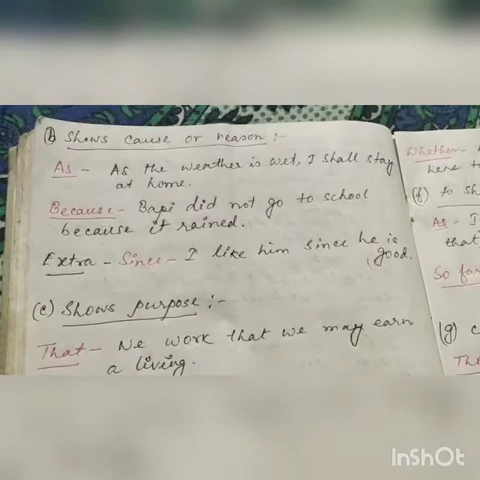 (b) Shows cause or reason :-
As - As the weather is wet, I shall stay
at home.
Because - Bapi did not go to school
because it rained.
Extra - Since - I like him since he is
good.
(c) Shows purpose :-
That - We work that we may earn
a living.
Whether -
here to
(f) to sh
As - I
that
So far
(g) c
The
InShOt